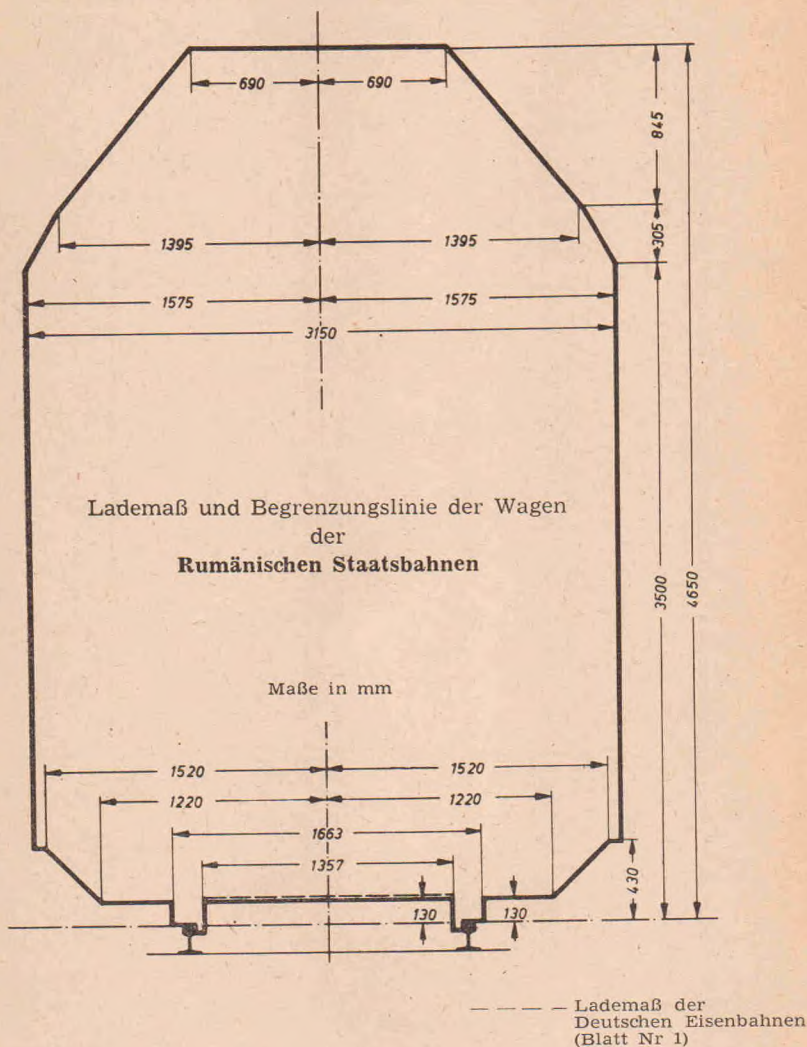 690 690
845
1395 1395
305
1575 1575
3150
Lademaß und Begrenzungslinie der Wagen
der
Rumänischen Staatsbahnen
3500
4650
Maße in mm
1520 1520
1220 1220
1663
1357
430
130 130
Lademaß der
Deutschen Eisenbahnen
(Blatt Nr 1)